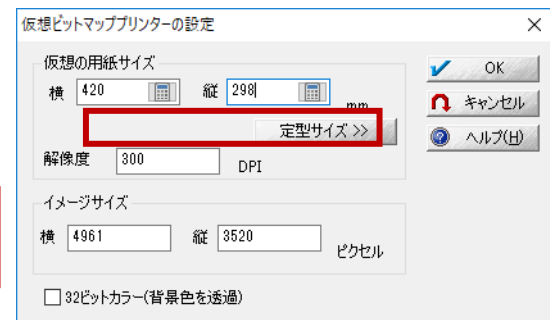 仮想ビットマッププリンターの設定
仮想の用紙サイズ
横 420 縦 298 mm
定型サイズ >>
解像度 300 DPI
イメージサイズ
横 4961 縦 3520 ピクセル
32ビットカラー(背景色を透過)
OK
キャンセル
ヘルプ(H)